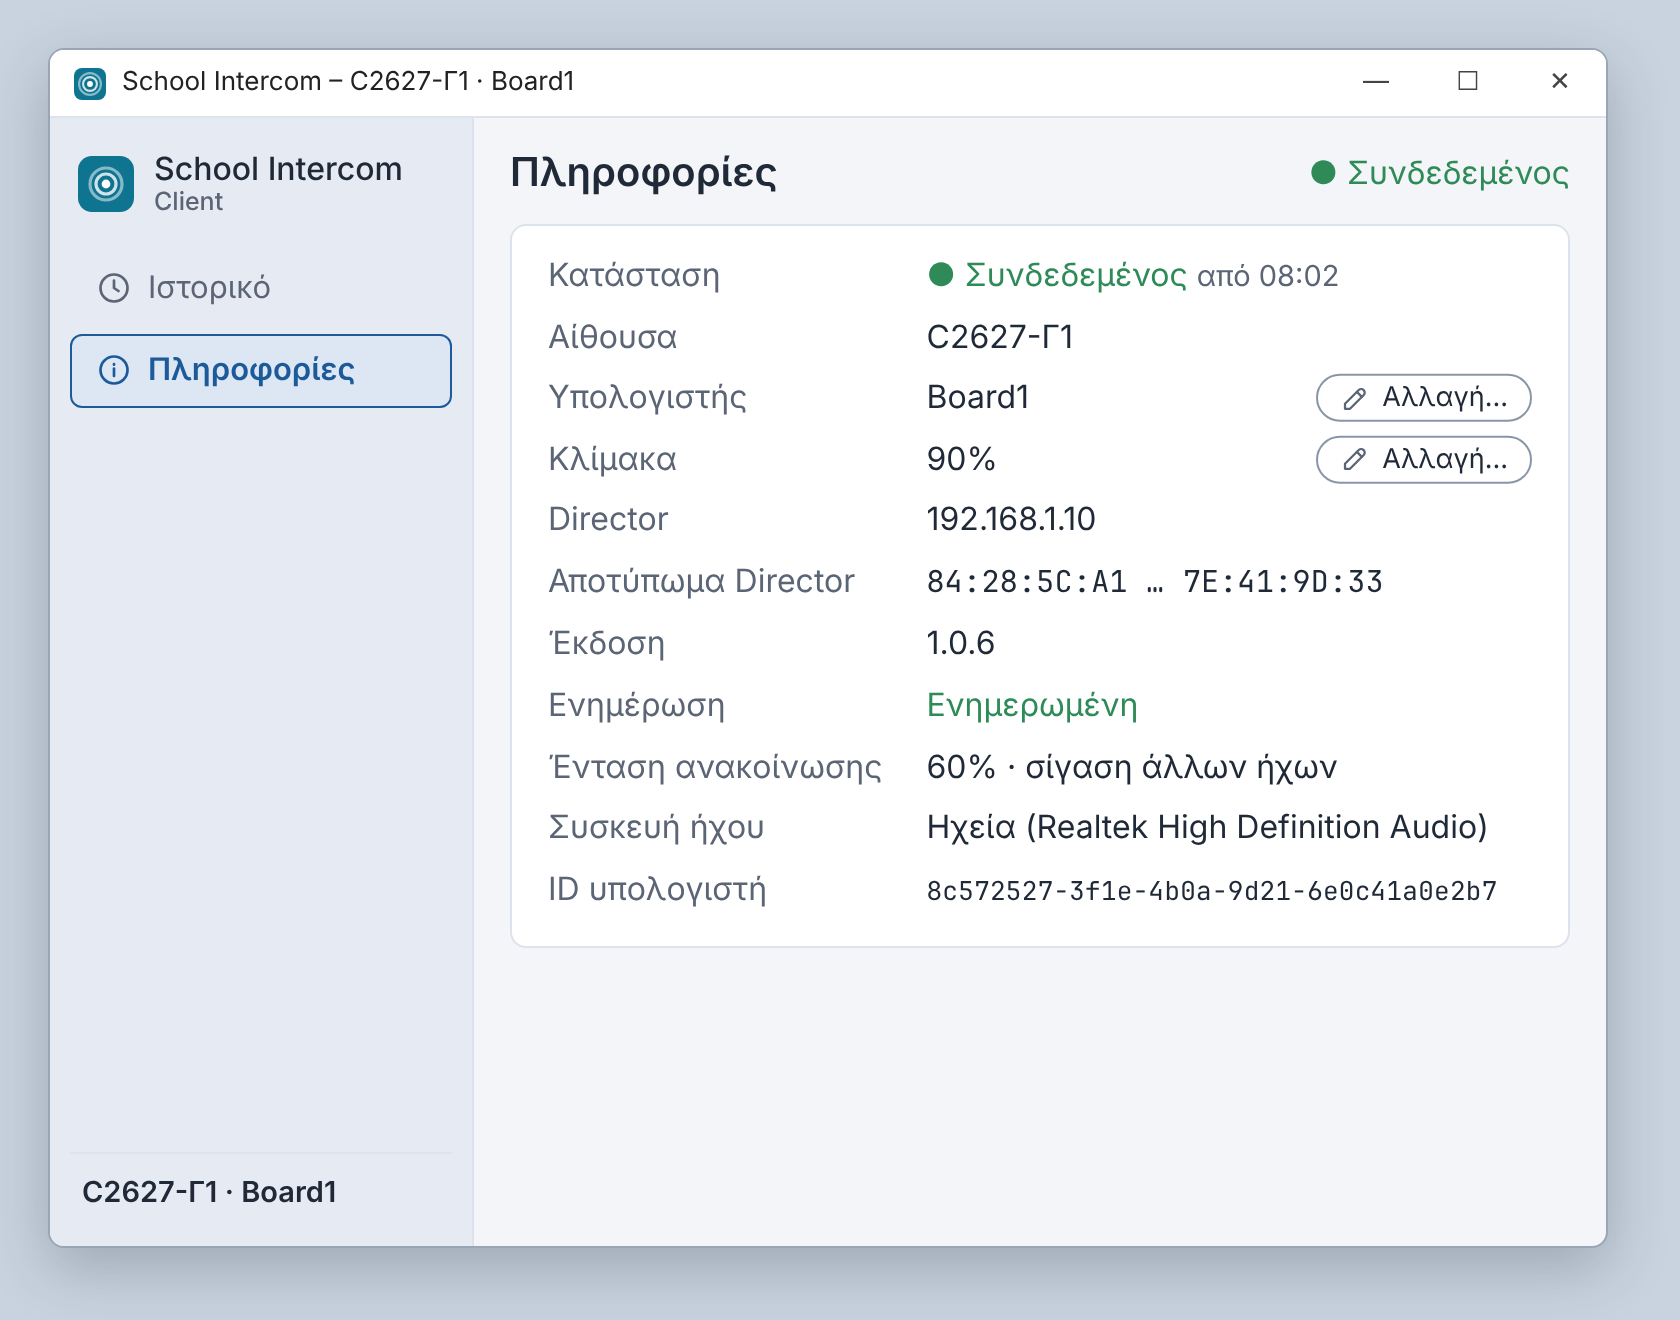 School Intercom – C2627-Γ1 · Board1
School Intercom
Client
Ιστορικό
Πληροφορίες
C2627-Γ1 · Board1
Πληροφορίες
Συνδεδεμένος
Κατάσταση Συνδεδεμένος από 08:02
Αίθουσα C2627-Γ1
Υπολογιστής Board1 Αλλαγή...
Κλίμακα 90% Αλλαγή...
Director 192.168.1.10
Αποτύπωμα Director 84:28:5C:A1 … 7E:41:9D:33
Έκδοση 1.0.6
Ενημέρωση Ενημερωμένη
Ένταση ανακοίνωσης 60% · σίγαση άλλων ήχων
Συσκευή ήχου Ηχεία (Realtek High Definition Audio)
ID υπολογιστή 8c572527-3f1e-4b0a-9d21-6e0c41a0e2b7